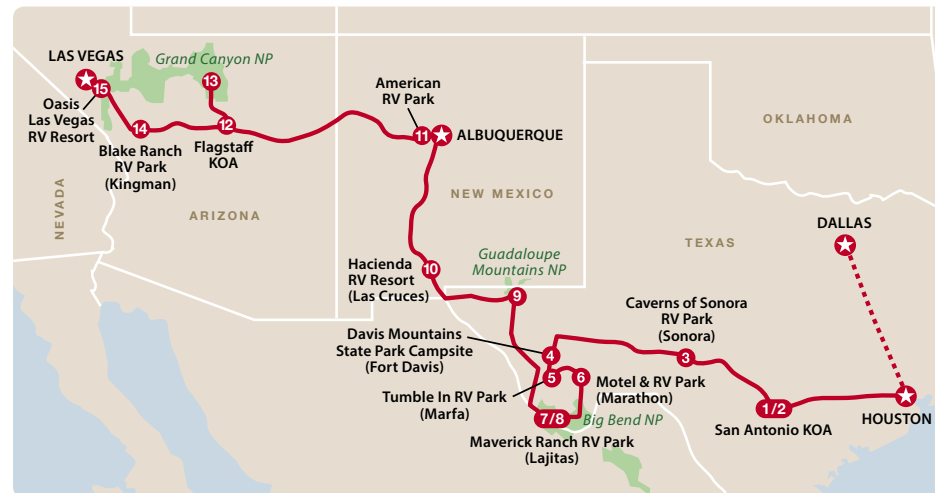 LAS VEGAS
Grand Canyon NP
13
15
Oasis
Las Vegas
RV Resort
14
12
Blake Ranch
RV Park
(Kingman)
Flagstaff
KOA
American
RV Park
11
ALBUQUERQUE
OKLAHOMA
NEVADA
ARIZONA
NEW MEXICO
TEXAS
DALLAS
Hacienda
RV Resort
(Las Cruces)
10
Guadaloupe
Mountains NP
9
Caverns of Sonora
RV Park
(Sonora)
3
Davis Mountains
State Park Campsite
(Fort Davis)
4
5
6
Tumble In RV Park
(Marfa)
Motel & RV Park
(Marathon)
7/8
Big Bend NP
Maverick Ranch RV Park
(Lajitas)
1/2
San Antonio KOA
HOUSTON